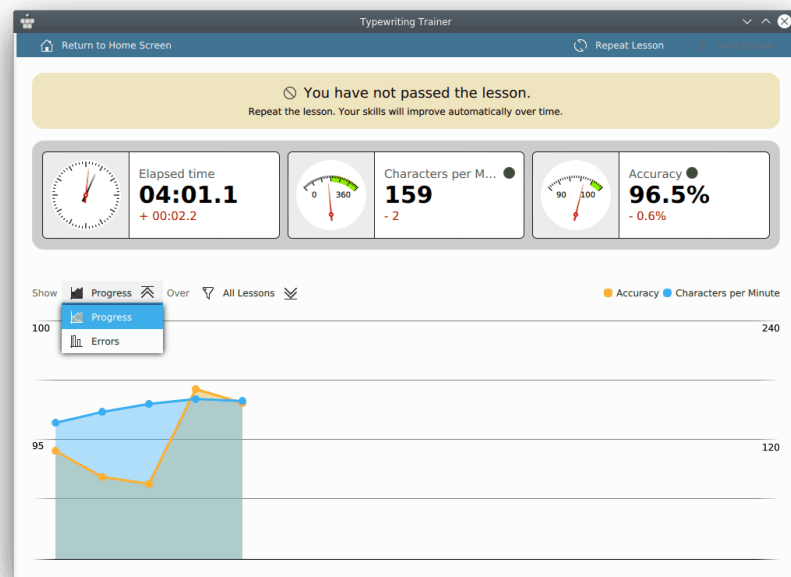 Typewriting Trainer
Return to Home Screen
Repeat Lesson
Next Lesson
You have not passed the lesson.
Repeat the lesson. Your skills will improve automatically over time.
Elapsed time
04:01.1
+ 00:02.2
0 360
Characters per M...
159
- 2
90 100
Accuracy
96.5%
- 0.6%
Show Progress Over All Lessons
Accuracy Characters per Minute
Progress
Errors
100
240
95
120